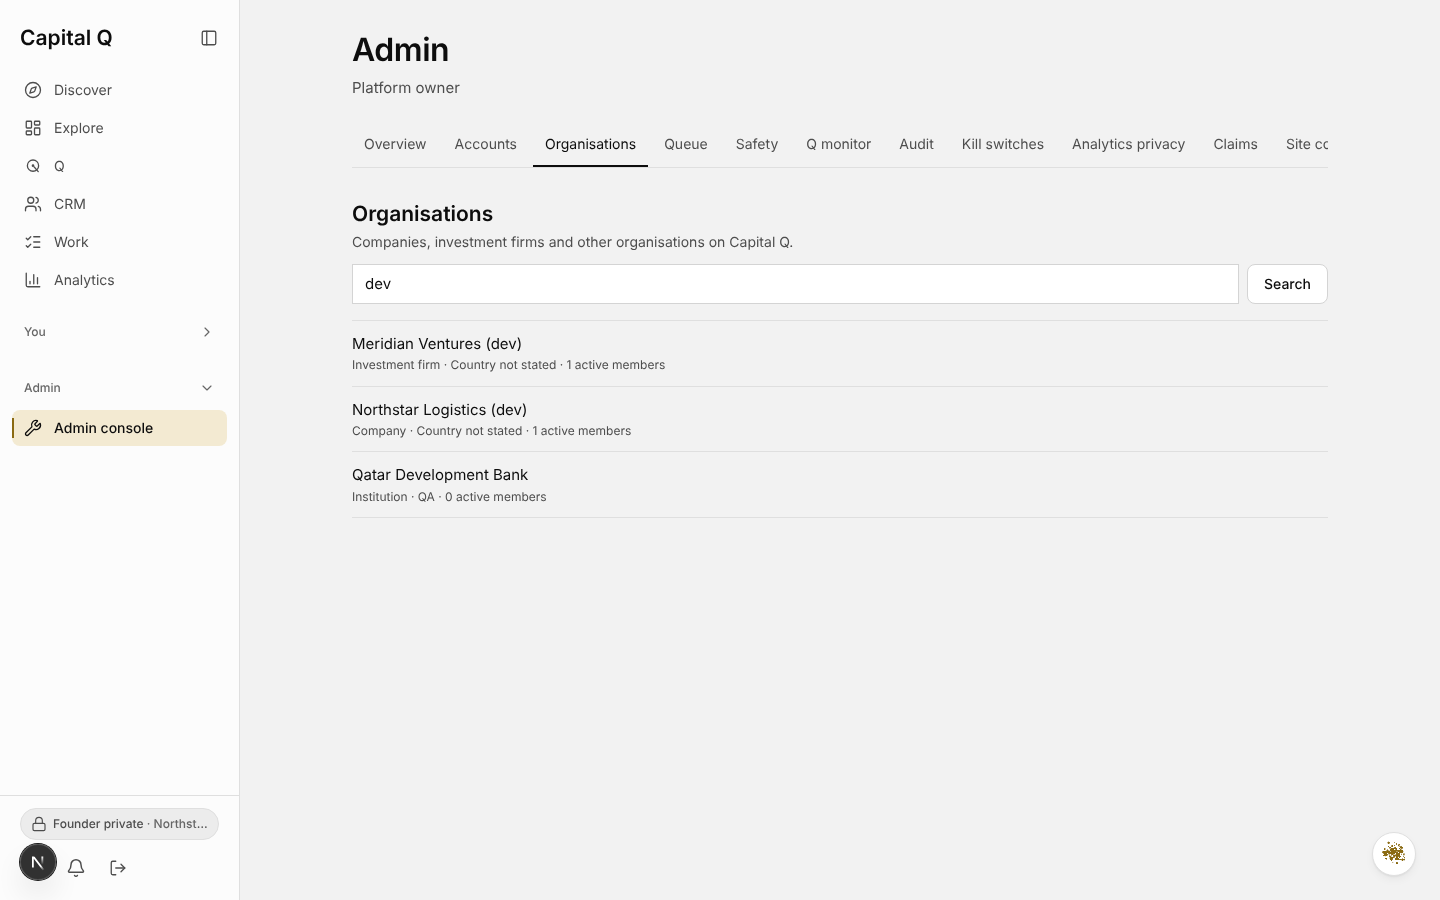 Capital Q
Discover
Explore
Q
CRM
Work
Analytics
You
Admin
Admin console
Founder private · Northst...
N
Admin
Platform owner
Overview Accounts Organisations Queue Safety Q monitor Audit Kill switches Analytics privacy Claims Site cc
Organisations
Companies, investment firms and other organisations on Capital Q.
dev Search
Meridian Ventures (dev)
Investment firm · Country not stated · 1 active members
Northstar Logistics (dev)
Company · Country not stated · 1 active members
Qatar Development Bank
Institution · QA · 0 active members